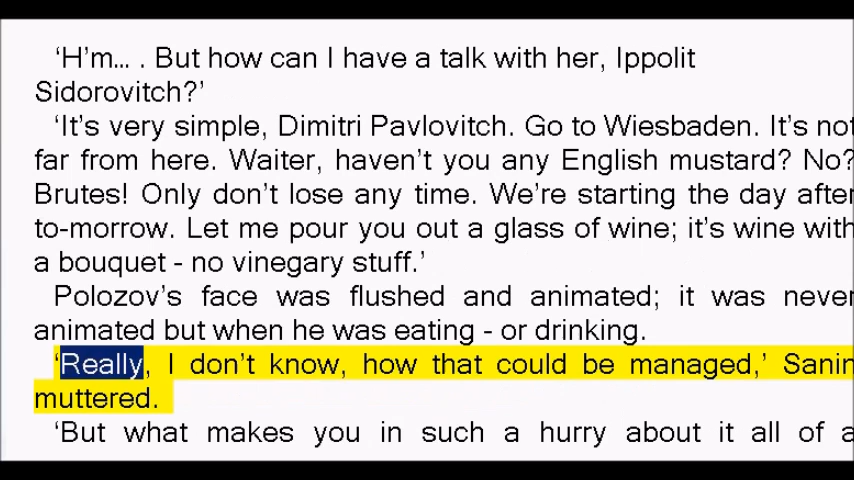 ‘H’m... . But how can I have a talk with her, Ippolit
Sidorovitch?’
‘It’s very simple, Dimitri Pavlovitch. Go to Wiesbaden. It’s not
far from here. Waiter, haven’t you any English mustard? No?
Brutes! Only don’t lose any time. We’re starting the day after
to-morrow. Let me pour you out a glass of wine; it’s wine with
a bouquet - no vinegary stuff.’
Polozov’s face was flushed and animated; it was never
animated but when he was eating - or drinking.
‘Really, I don’t know, how that could be managed,’ Sanin
muttered.
‘But what makes you in such a hurry about it all of a